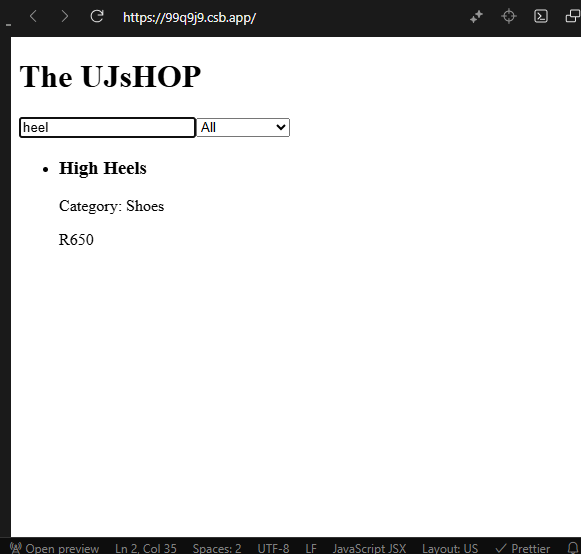 https://99q9j9.csb.app/
The UJsHOP
heel All
High Heels
Category: Shoes
R650
Open preview Ln 2, Col 35 Spaces: 2 UTF-8 LF JavaScript JSX Layout: US Prettier